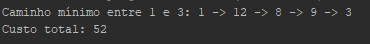 Caminho mínimo entre 1 e 3: 1 -> 12 -> 8 -> 9 -> 3
Custo total: 52